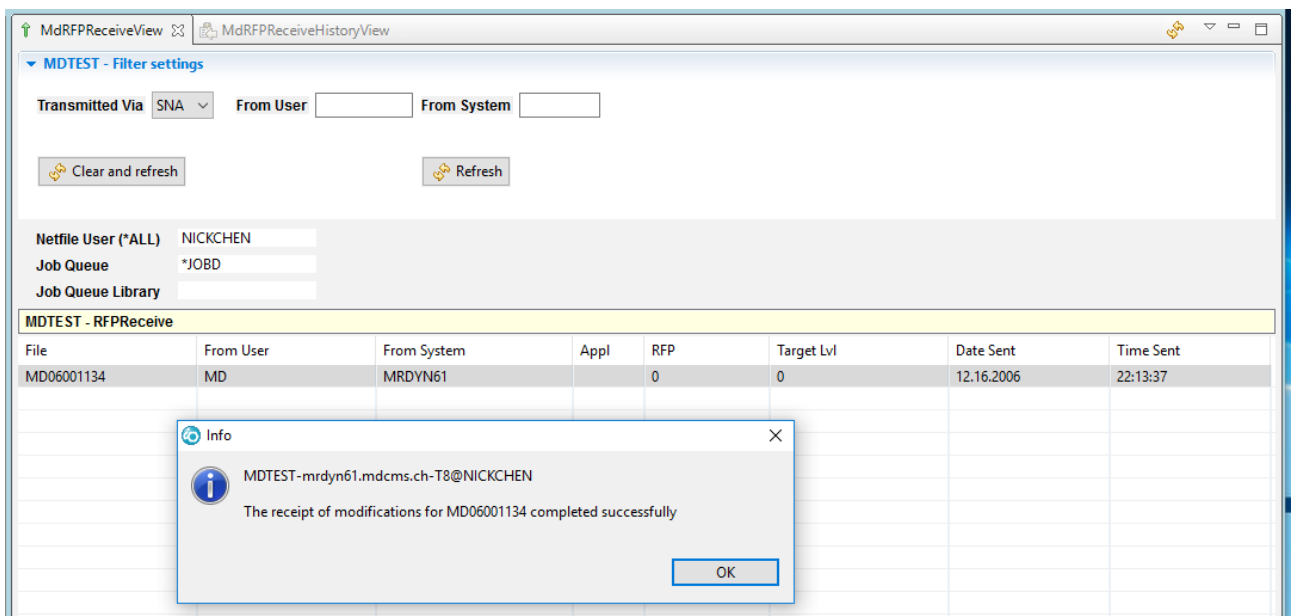 MdRFPReceiveView MdRFPReceiveHistoryView
MDTEST - Filter settings
Transmitted Via SNA From User From System
Clear and refresh Refresh
Netfile User (*ALL) NICKCHEN
Job Queue *JOBD
Job Queue Library
MDTEST - RFPReceive
File From User From System Appl RFP Target Lvl Date Sent Time Sent
MD06001134 MD MRDYN61 0 0 12.16.2006 22:13:37
Info
MDTEST-mrdyn61.mdcms.ch-T8@NICKCHEN
The receipt of modifications for MD06001134 completed successfully
OK